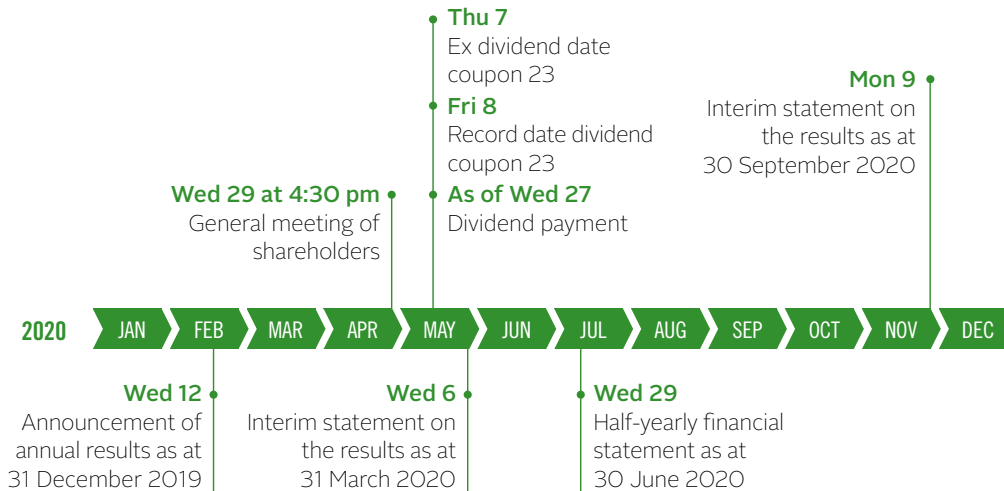 Thu 7
Ex dividend date
coupon 23
Fri 8
Record date dividend
coupon 23
As of Wed 27
Dividend payment
Mon 9
Interim statement on
the results as at
30 September 2020
Wed 29 at 4:30 pm
General meeting of
shareholders
2020 JAN FEB MAR APR MAY JUN JUL AUG SEP OCT NOV DEC
Wed 12
Announcement of
annual results as at
31 December 2019
Wed 6
Interim statement on
the results as at
31 March 2020
Wed 29
Half-yearly financial
statement as at
30 June 2020